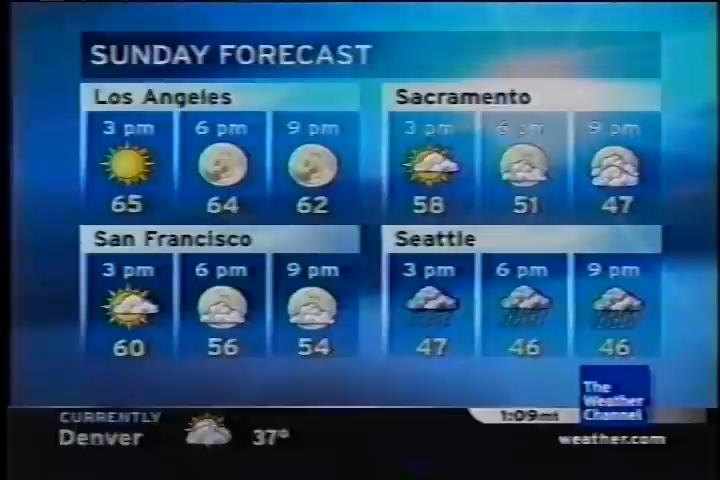 SUNDAY FORECAST
Los Angeles
3 pm 6 pm 9 pm
65 64 62
Sacramento
3 pm 6 pm 9 pm
58 51 47
San Francisco
3 pm 6 pm 9 pm
60 56 54
Seattle
3 pm 6 pm 9 pm
47 46 46
The
Weather
Channel
CURRENTLY
Denver 37°
1:09mt
weather.com